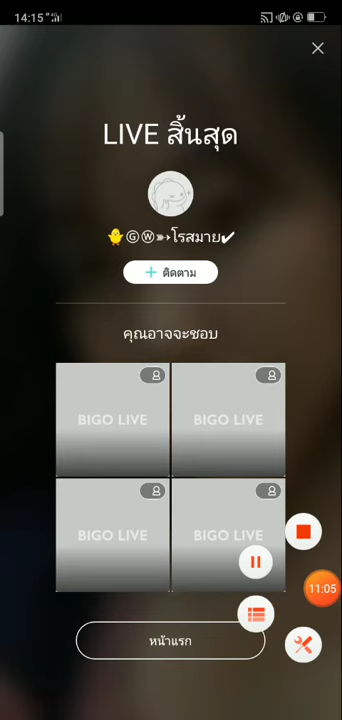 14:15
LIVE สิ้นสุด
🐥ⒼⓌ➳โรสมาย✔
+ ติดตาม
คุณอาจจะชอบ
BIGO LIVE
BIGO LIVE
BIGO LIVE
BIGO LIVE
11:05
หน้าแรก